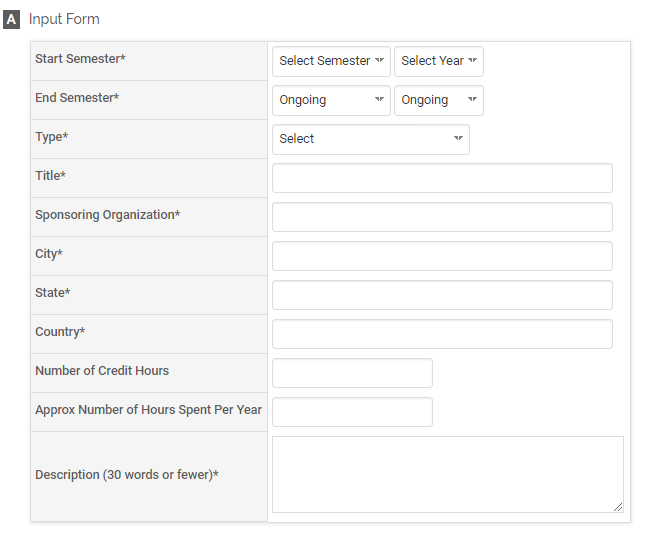 A Input Form
Start Semester* Select Semester Select Year
End Semester* Ongoing Ongoing
Type* Select
Title*
Sponsoring Organization*
City*
State*
Country*
Number of Credit Hours
Approx Number of Hours Spent Per Year
Description (30 words or fewer)*